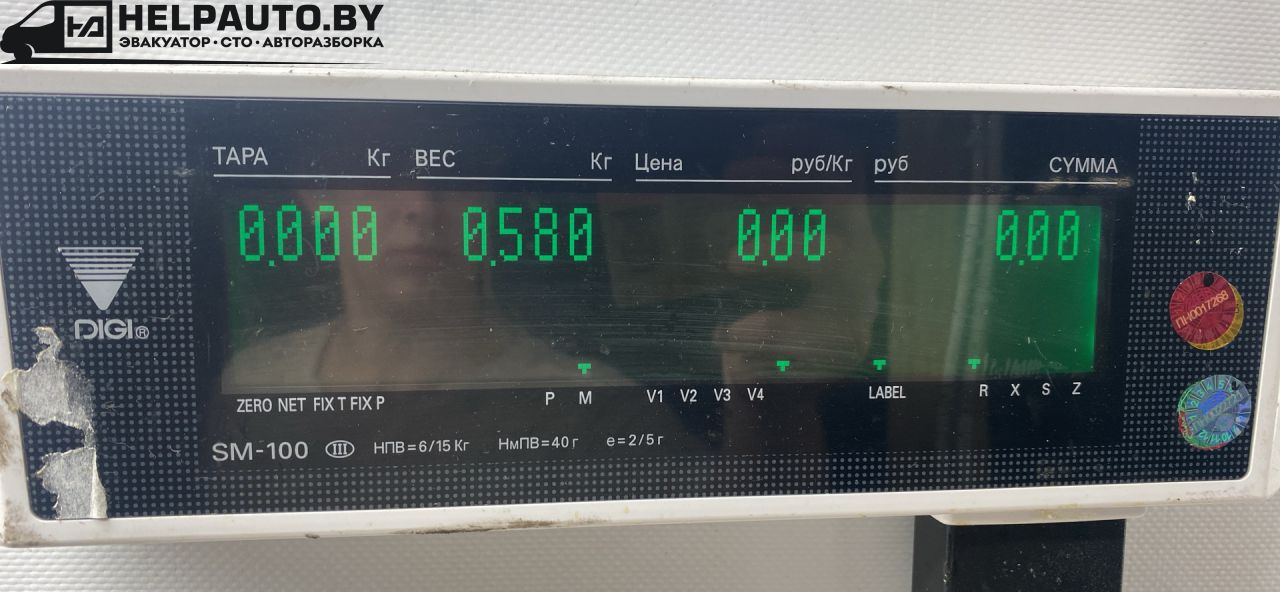 HELPAUTO.BY
ЭВАКУАТОР · СТО · АВТОРАЗБОРКА
ТАРА Кг ВЕС Кг Цена руб/Кг руб СУММА
0.000 0.580 0.00 0.00
DIGI®
ПН0017268
ZERO NET FIX T FIX P P M V1 V2 V3 V4 LABEL R X S Z
SM-100 III НПВ=6/15 Кг НмПВ=40 г е=2/5 г